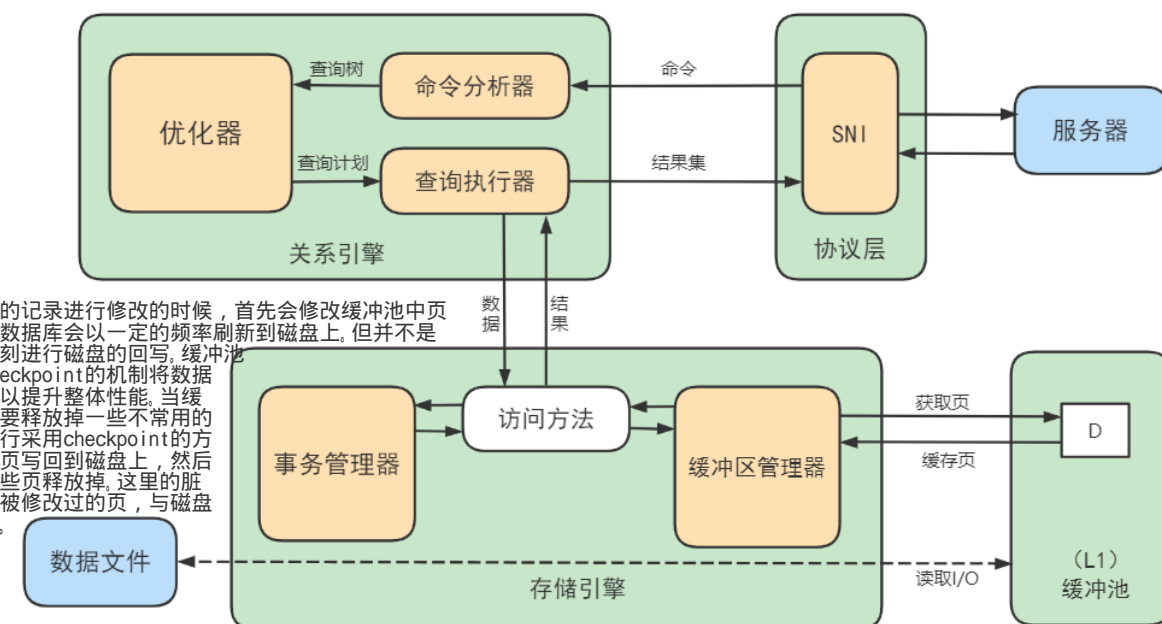 查询树
命令分析器
命令
优化器
SNI
服务器
查询计划
查询执行器
结果集
关系引擎
协议层
数据
结果
的记录进行修改的时候，首先会修改缓冲池中页
数据库会以一定的频率刷新到磁盘上。但并不是
刻进行磁盘的回写。缓冲池
eckpoint的机制将数据
以提升整体性能。当缓
要释放掉一些不常用的
行采用checkpoint的方
页写回到磁盘上，然后
些页释放掉。这里的脏
被修改过的页，与磁盘
。
访问方法
事务管理器
缓冲区管理器
获取页
D
缓存页
数据文件
存储引擎
读取I/O
（L1）
缓冲池